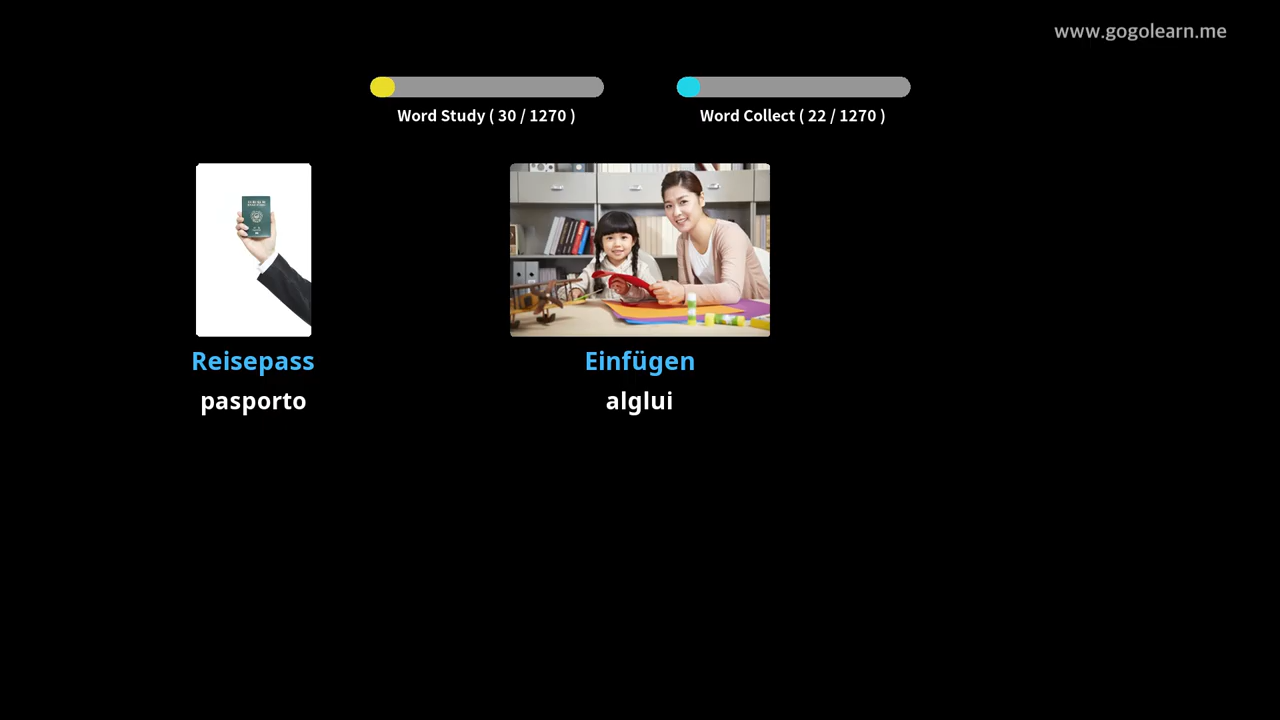 www.gogolearn.me
Word Study ( 30 / 1270 )
Word Collect ( 22 / 1270 )
Reisepass
pasporto
Einfügen
alglui